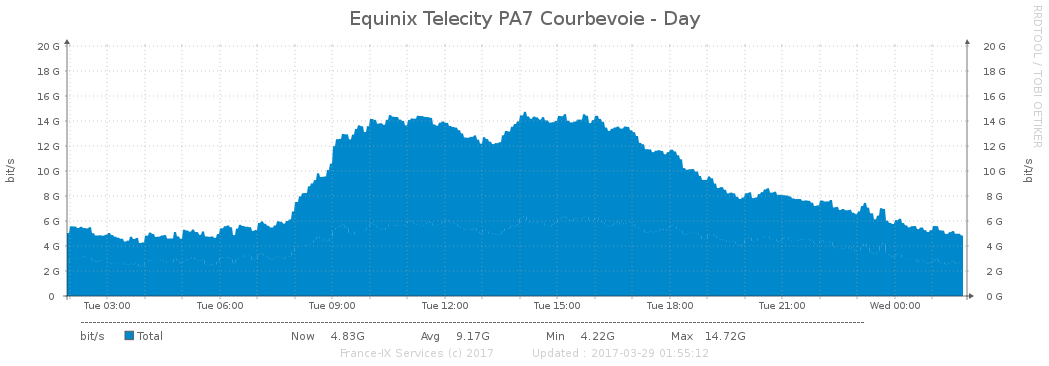 Equinix Telecity PA7 Courbevoie - Day
RRDTOOL / TOBI OETIKER
bit/s
20 G 20 G
18 G 18 G
16 G 16 G
14 G 14 G
12 G 12 G
10 G 10 G
8 G 8 G
6 G 6 G
4 G 4 G
2 G 2 G
0 0 G
bit/s
Tue 03:00 Tue 06:00 Tue 09:00 Tue 12:00 Tue 15:00 Tue 18:00 Tue 21:00 Wed 00:00
bit/s Total Now 4.83G Avg 9.17G Min 4.22G Max 14.72G
France-IX Services (c) 2017 Updated : 2017-03-29 01:55:12